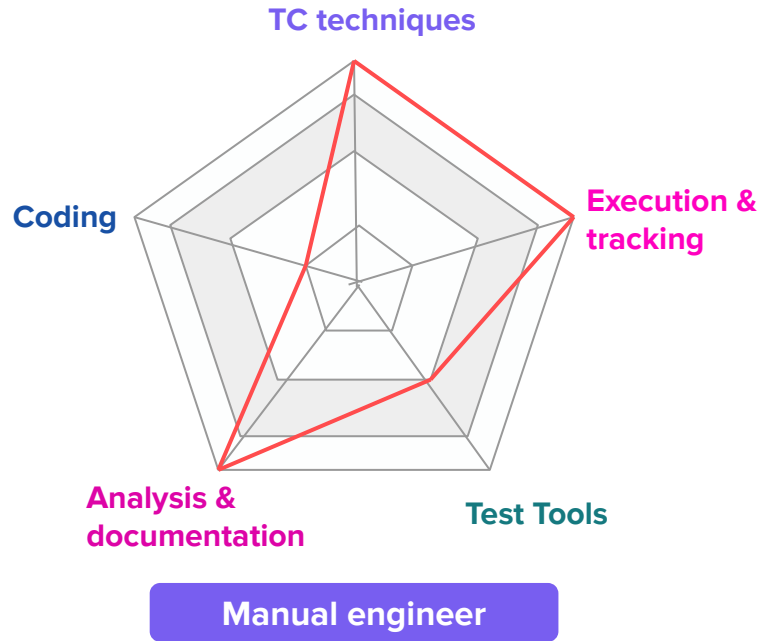 TC techniques
Execution &
tracking
Coding
Analysis &
documentation
Test Tools
Manual engineer